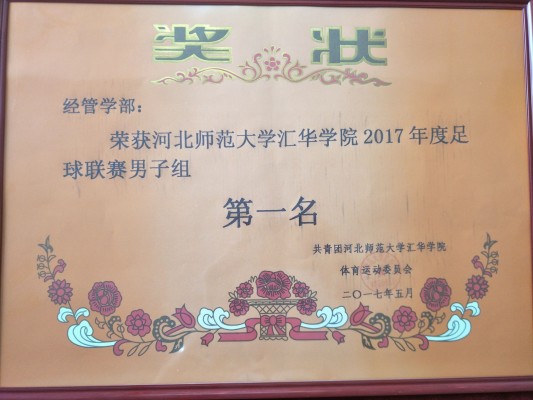 奖状
经管学部：
荣获河北师范大学汇华学院2017年度足
球联赛男子组
第一名
共青团河北师范大学汇华学院
体育运动委员会
二〇一七年五月